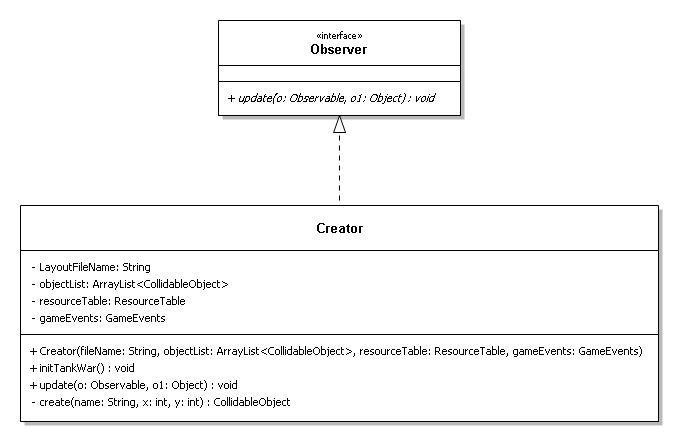 «interface»
Observer
+ update(o: Observable, o1: Object) : void
Creator
- LayoutFileName: String
- objectList: ArrayList<CollidableObject>
- resourceTable: ResourceTable
- gameEvents: GameEvents
+ Creator(fileName: String, objectList: ArrayList<CollidableObject>, resourceTable: ResourceTable, gameEvents: GameEvents)
+ initTankWar() : void
+ update(o: Observable, o1: Object) : void
- create(name: String, x: int, y: int) : CollidableObject